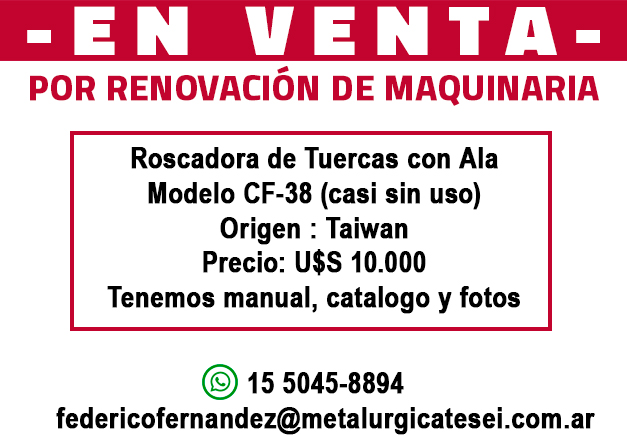 - EN VENTA -
POR RENOVACIÓN DE MAQUINARIA
Roscadora de Tuercas con Ala
Modelo CF-38 (casi sin uso)
Origen : Taiwan
Precio: U$S 10.000
Tenemos manual, catalogo y fotos
15 5045-8894
federicofernandez@metalurgicatesei.com.ar